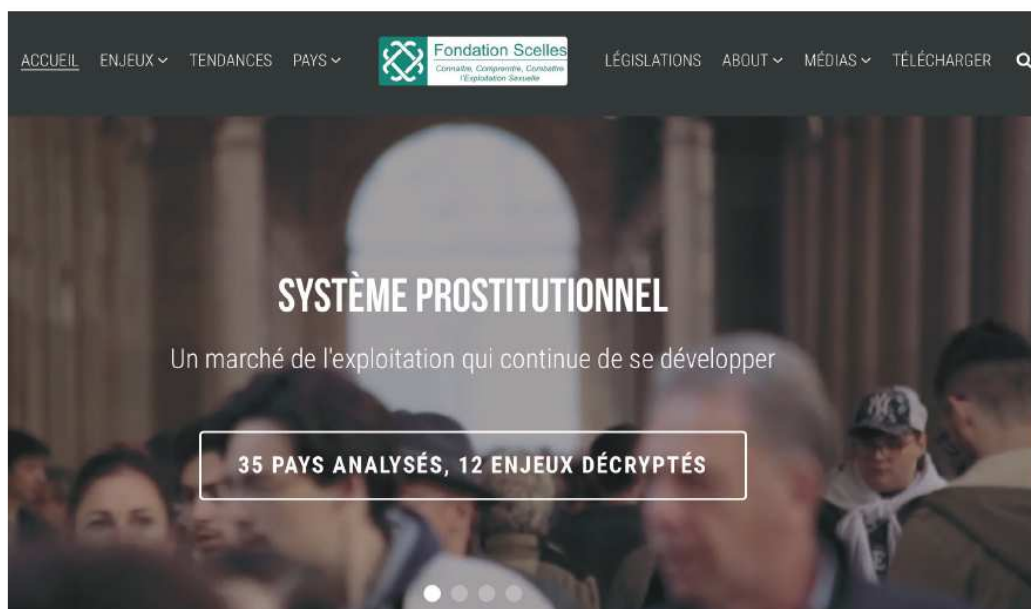 ACCUEIL ENJEUX TENDANCES PAYS
Fondation Scelles
Connaître, Comprendre, Combattre
l'Exploitation Sexuelle
LÉGISLATIONS ABOUT MÉDIAS TÉLÉCHARGER
SYSTÈME PROSTITUTIONNEL
Un marché de l'exploitation qui continue de se développer
35 PAYS ANALYSÉS, 12 ENJEUX DÉCRYPTÉS